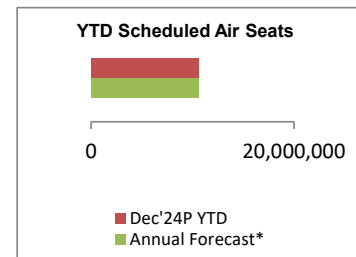 YTD Scheduled Air Seats
0 20,000,000
Dec'24P YTD
Annual Forecast*